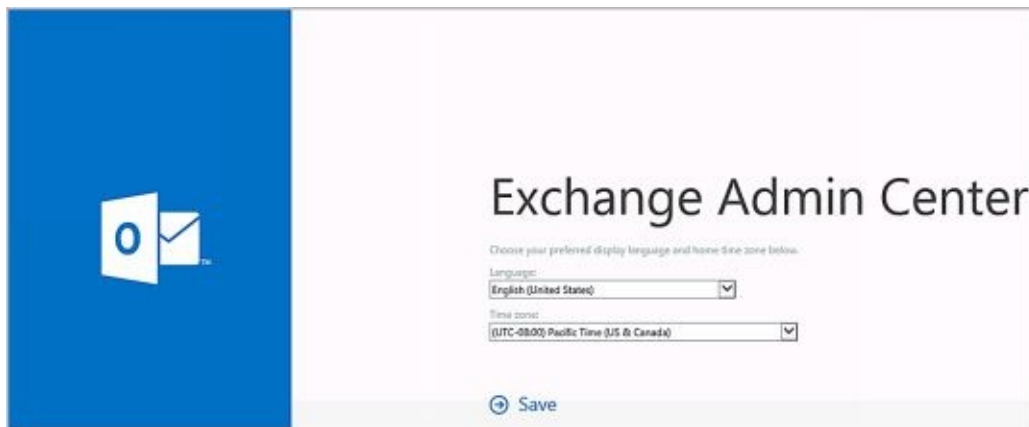 Exchange Admin Center
Choose your preferred display language and home time zone below.
Language:
English (United States)
Time zone:
(UTC-08:00) Pacific Time (US & Canada)
Save
O
TM